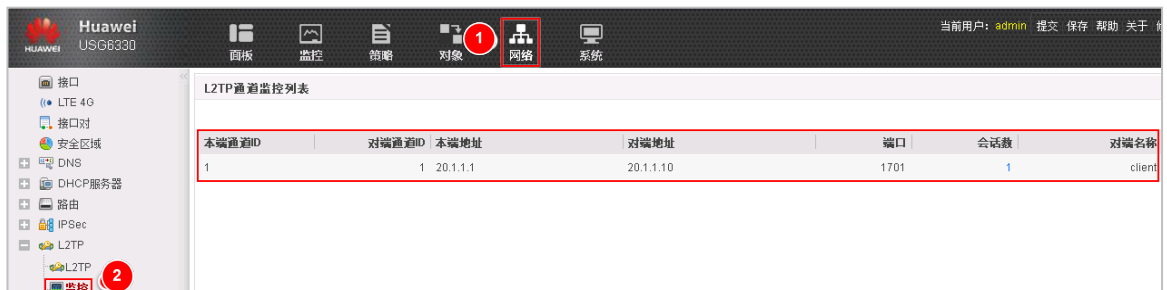 HUAWEI
Huawei
USG6330
面板
监控
策略
对象
1
网络
系统
当前用户: admin 提交 保存 帮助 关于
接口
LTE 4G
接口对
安全区域
DNS
DHCP服务器
路由
IPSec
L2TP
L2TP
监控
2
L2TP通道监控列表
本端通道ID 对端通道ID 本端地址 对端地址 端口 会话数 对端名称
1 1 20.1.1.1 20.1.1.10 1701 1 client